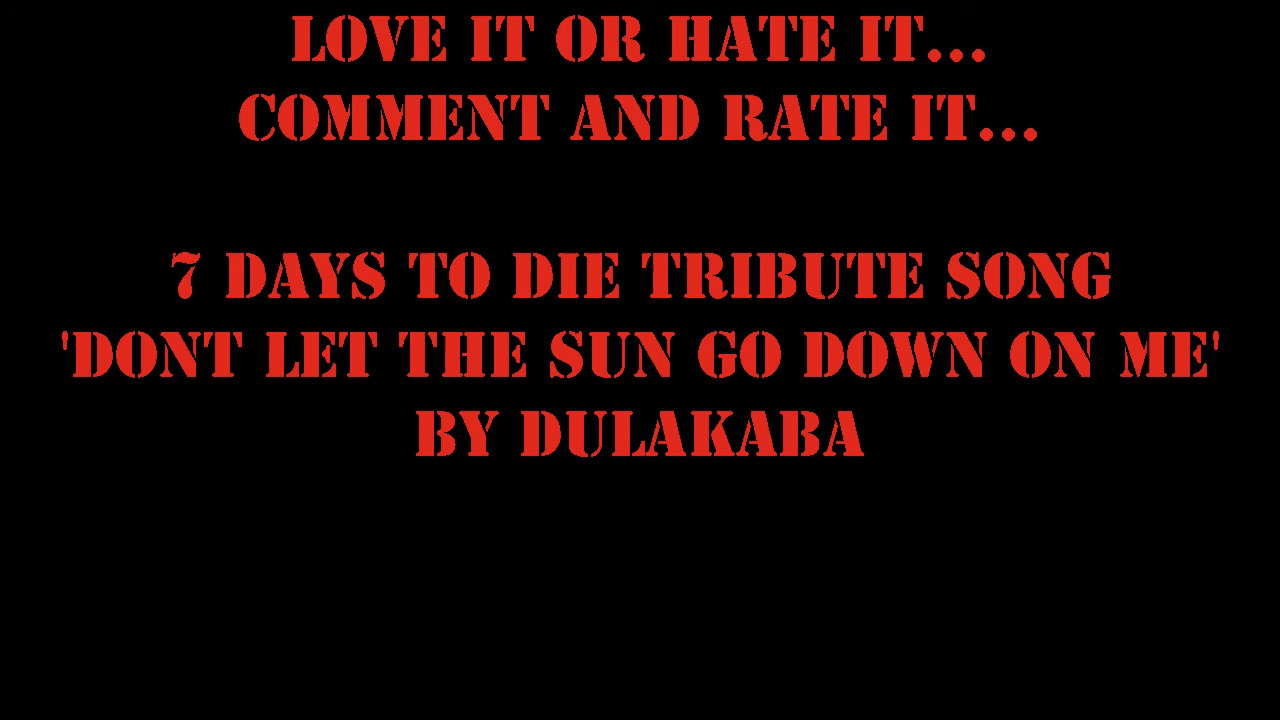 LOVE IT OR HATE IT...
COMMENT AND RATE IT...
7 DAYS TO DIE TRIBUTE SONG
'DONT LET THE SUN GO DOWN ON ME'
BY DULAKABA